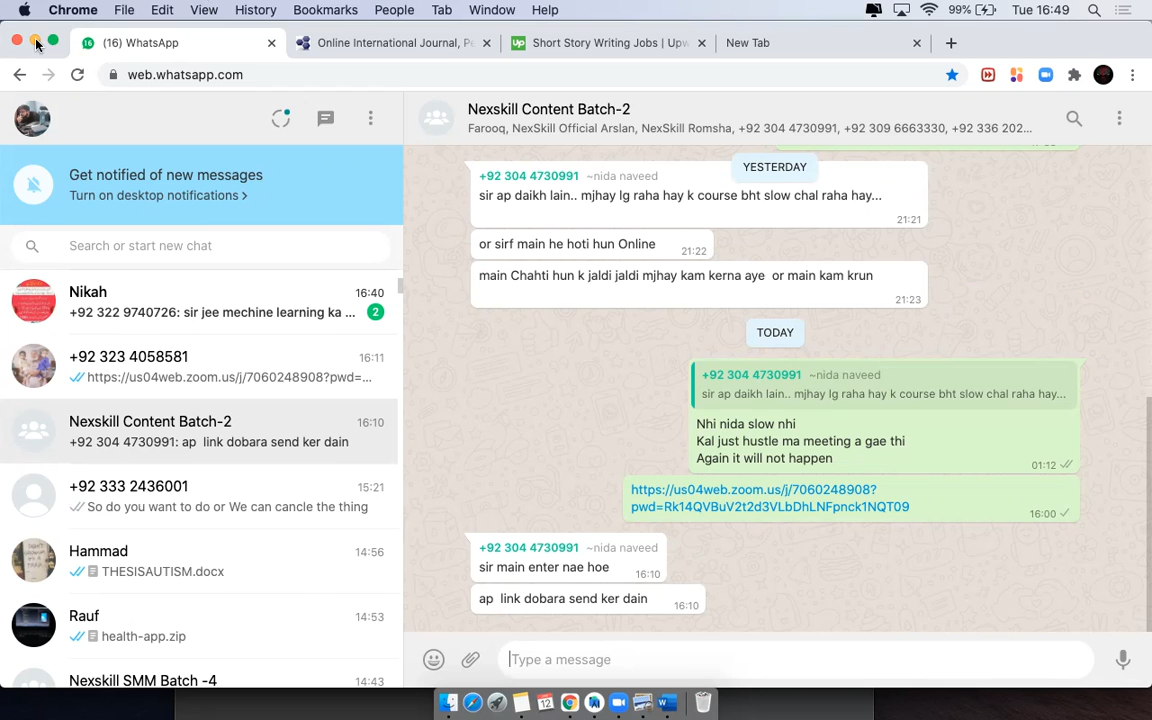 Chrome File Edit View History Bookmarks People Tab Window Help 99% Tue 16:49
(16) WhatsApp Online International Journal, Pe Short Story Writing Jobs | Upw New Tab
web.whatsapp.com
Nexskill Content Batch-2
Farooq, NexSkill Official Arslan, NexSkill Romsha, +92 304 4730991, +92 309 6663330, +92 336 202...
Get notified of new messages
Turn on desktop notifications >
Search or start new chat
Nikah 16:40
+92 322 9740726: sir jee mechine learning ka ... 2
+92 323 4058581 16:11
https://us04web.zoom.us/j/7060248908?pwd=...
Nexskill Content Batch-2 16:10
+92 304 4730991: ap link dobara send ker dain
+92 333 2436001 15:21
So do you want to do or We can cancle the thing
Hammad 14:56
THESISAUTISM.docx
Rauf 14:53
health-app.zip
Nexskill SMM Batch -4 14:43
YESTERDAY
+92 304 4730991 ~nida naveed
sir ap daikh lain.. mjhay lg raha hay k course bht slow chal raha hay...
21:21
or sirf main he hoti hun Online 21:22
main Chahti hun k jaldi jaldi mjhay kam kerna aye or main kam krun
21:23
TODAY
+92 304 4730991 ~nida naveed
sir ap daikh lain.. mjhay lg raha hay k course bht slow chal raha hay...
Nhi nida slow nhi
Kal just hustle ma meeting a gae thi
Again it will not happen 01:12
https://us04web.zoom.us/j/7060248908?
pwd=Rk14QVBuV2t2d3VLbDhLNFpnck1NQT09
16:00
+92 304 4730991 ~nida naveed
sir main enter nae hoe 16:10
ap link dobara send ker dain 16:10
Type a message